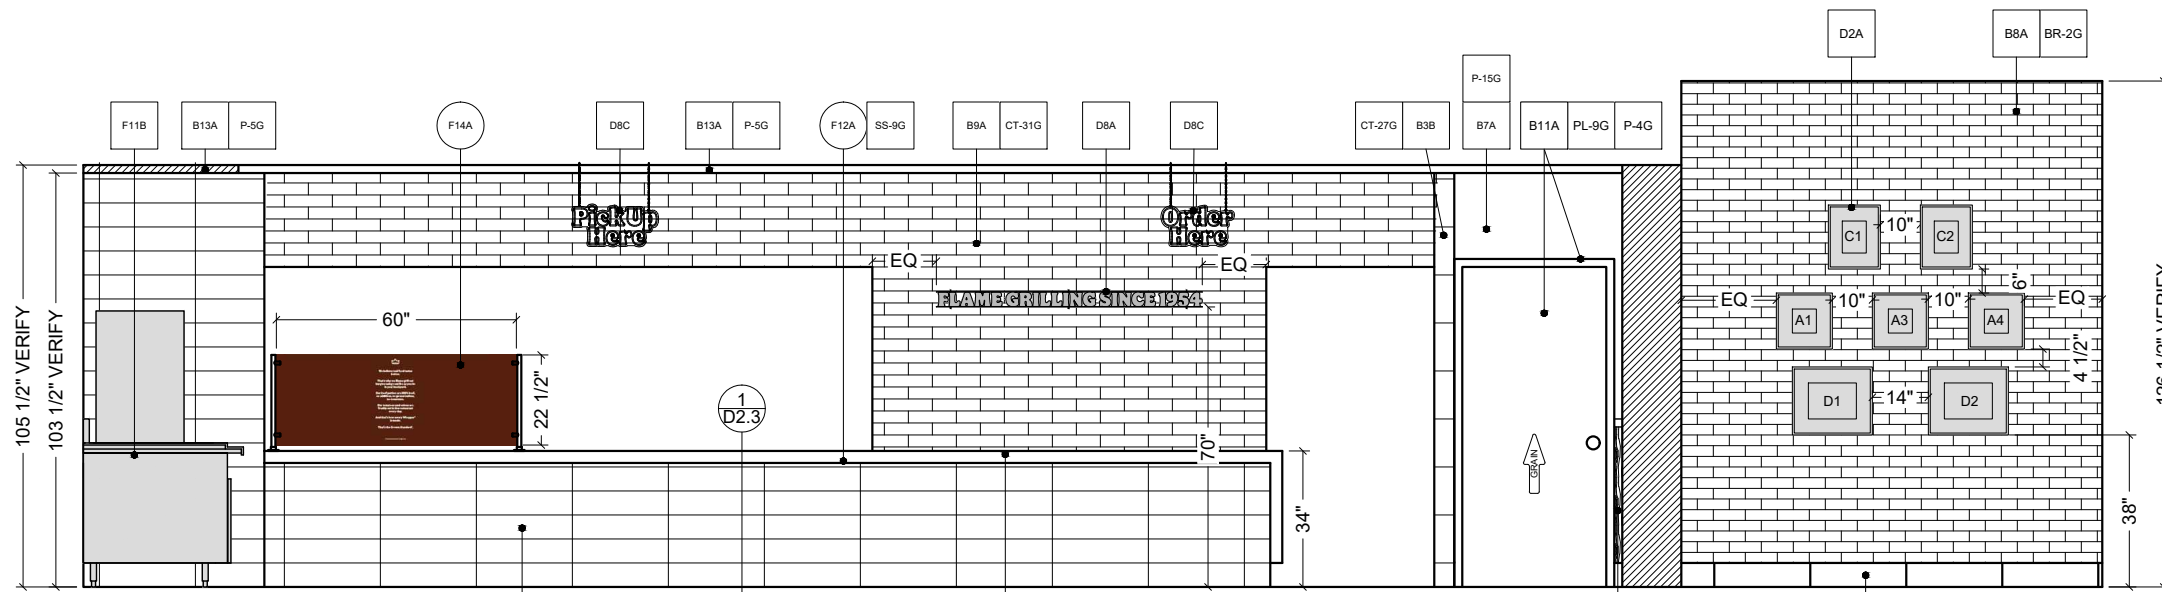 D2A
B8A BR-2G
P-15G
F11B
B13A P-5G
F14A
D8C
B13A P-5G
F12A SS-9G
B9A CT-31G
D8A
D8C
CT-27G B3B
B7A
B11A PL-9G P-4G
PickUp
Here
Order
Here
C1
10"
C2
EQ
EQ
6"
FLAME GRILLING SINCE 1954
EQ
10"
10"
EQ
60"
A1
A3
A4
105 1/2" VERIFY
103 1/2" VERIFY
22 1/2"
4 1/2"
1
D2.3
D1
14"
D2
70"
GRAIN
34"
38"